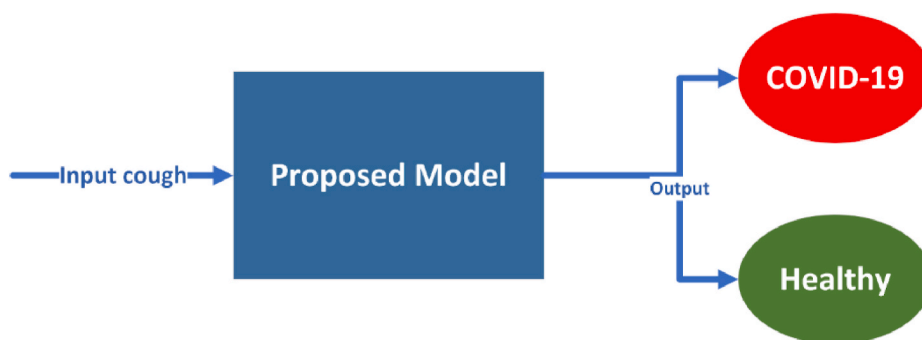 COVID-19
Input cough
Proposed Model
Output
Healthy